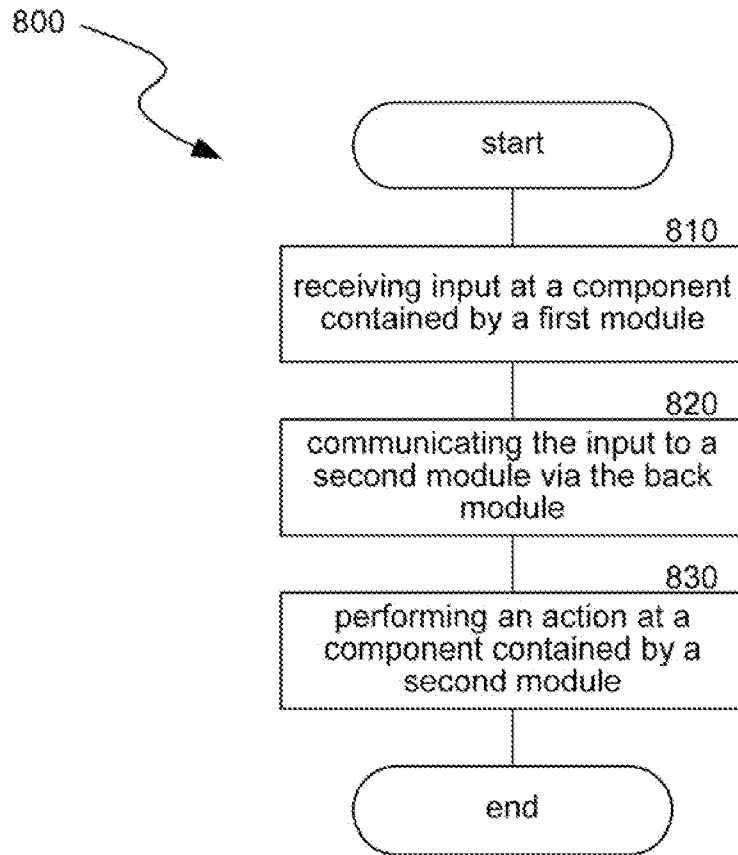 800
start
810
receiving input at a component
contained by a first module
820
communicating the input to a
second module via the back
module
830
performing an action at a
component contained by a
second module
end